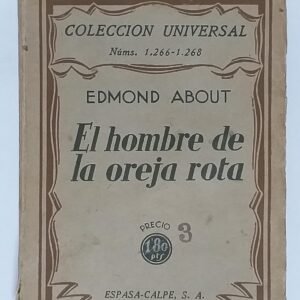 COLECCION UNIVERSAL
Núms. 1.266-1.268
EDMOND ABOUT
El hombre de
la oreja rota
PRECIO 3
1'80
PTS
ESPASA-CALPE, S. A.